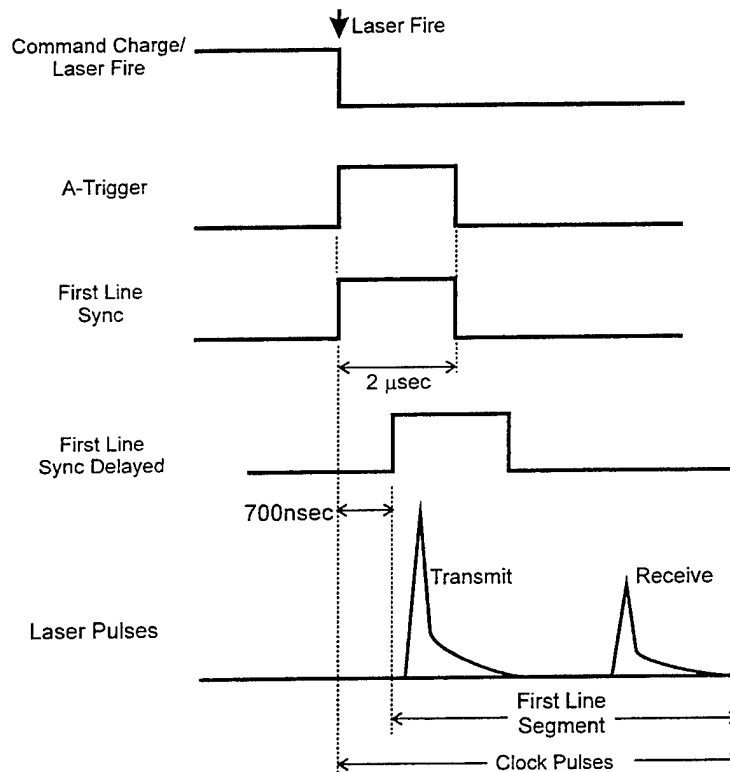 Laser Fire
Command Charge/
Laser Fire
A-Trigger
First Line
Sync
2 μsec
First Line
Sync Delayed
700nsec
Transmit
Receive
Laser Pulses
First Line
Segment
Clock Pulses